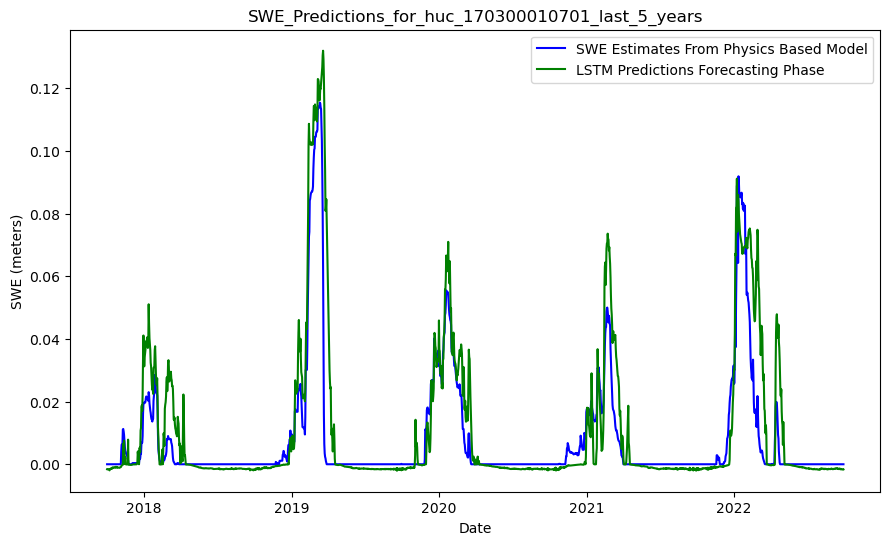 SWE_Predictions_for_huc_170300010701_last_5_years
SWE Estimates From Physics Based Model
LSTM Predictions Forecasting Phase
SWE (meters)
0.12
0.10
0.08
0.06
0.04
0.02
0.00
2018 2019 2020 2021 2022
Date